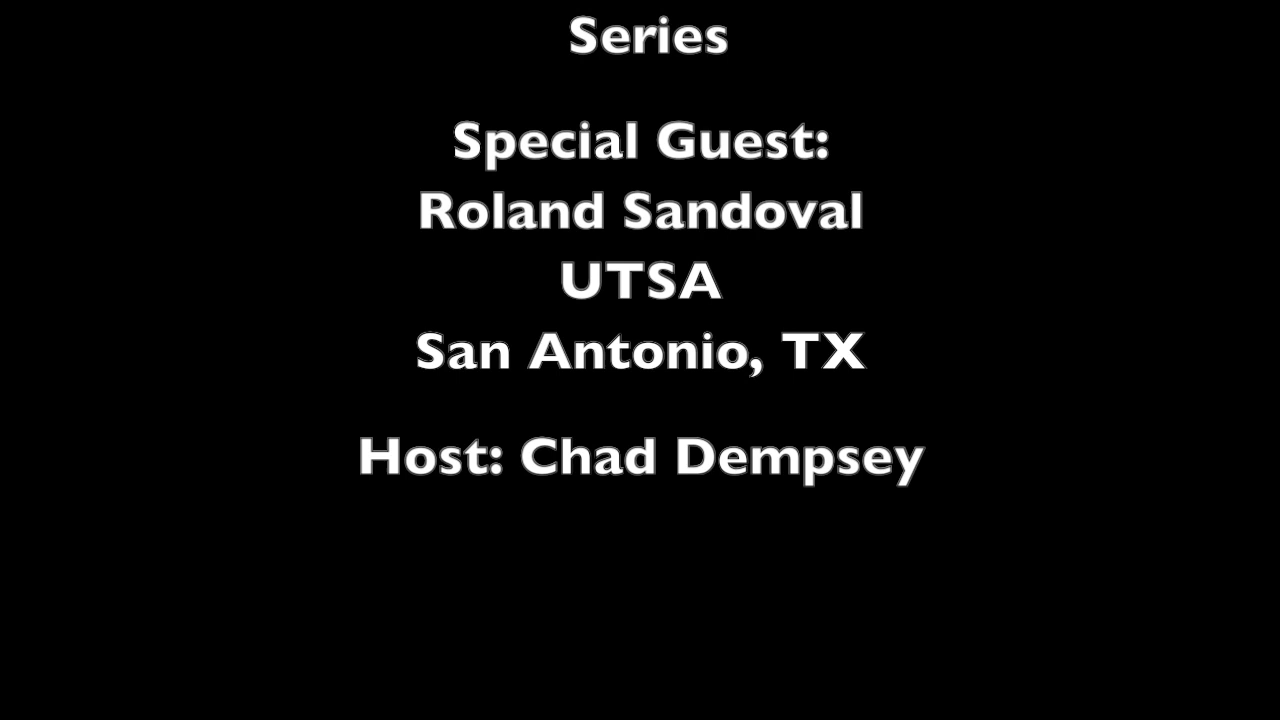 Series
Special Guest:
Roland Sandoval
UTSA
San Antonio, TX
Host: Chad Dempsey